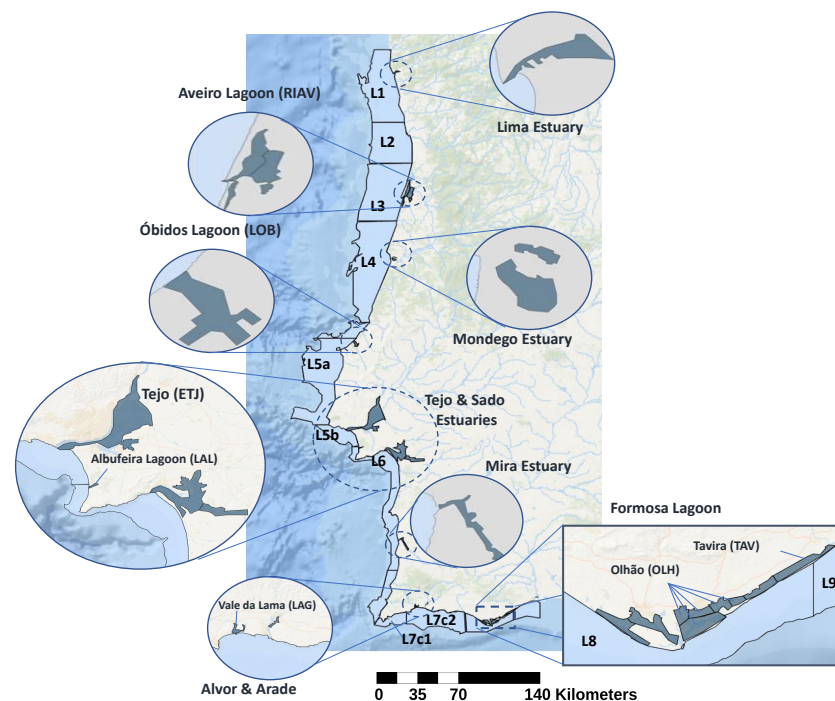 Aveiro Lagoon (RIAV)
L1
Lima Estuary
L2
L3
Óbidos Lagoon (LOB)
L4
Mondego Estuary
L5a
Tejo (ETJ)
Tejo & Sado
Estuaries
L5b
Albufeira Lagoon (LAL)
L6
Mira Estuary
Formosa Lagoon
Tavira (TAV)
Olhão (OLH)
L9
Vale da Lama (LAG)
L7c2
L7c1
L8
Alvor & Arade
0 35 70 140 Kilometers